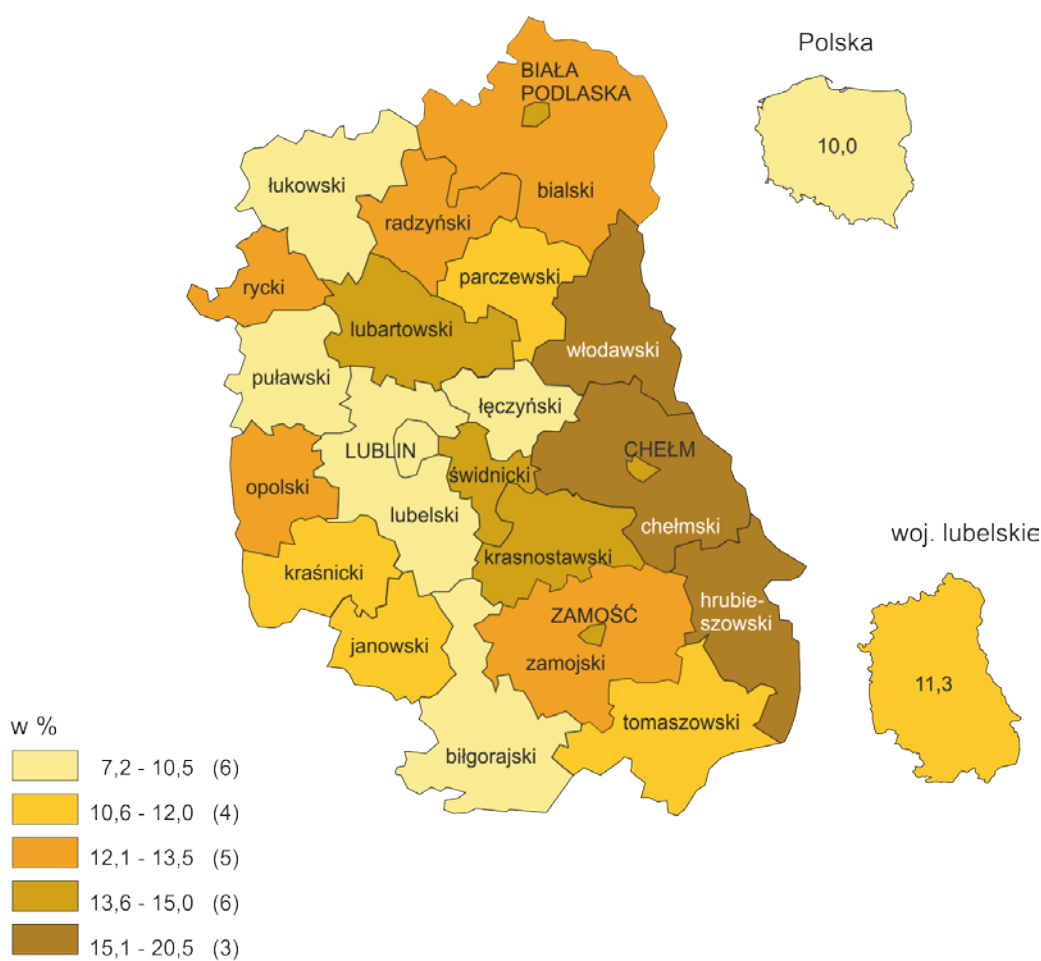 Polska
10,0
BIAŁA
PODLASKA
łukowski
bialski
radzyński
parczewski
rycki
lubartowski
włodawski
puławski
łęczyński
LUBLIN
CHEŁM
świdnicki
opolski
lubelski
chełmski
krasnostawski
kraśnicki
woj. lubelskie
11,3
hrubie-
szowski
ZAMOŚĆ
janowski
zamojski
tomaszowski
biłgorajski
w %
7,2 - 10,5 (6)
10,6 - 12,0 (4)
12,1 - 13,5 (5)
13,6 - 15,0 (6)
15,1 - 20,5 (3)